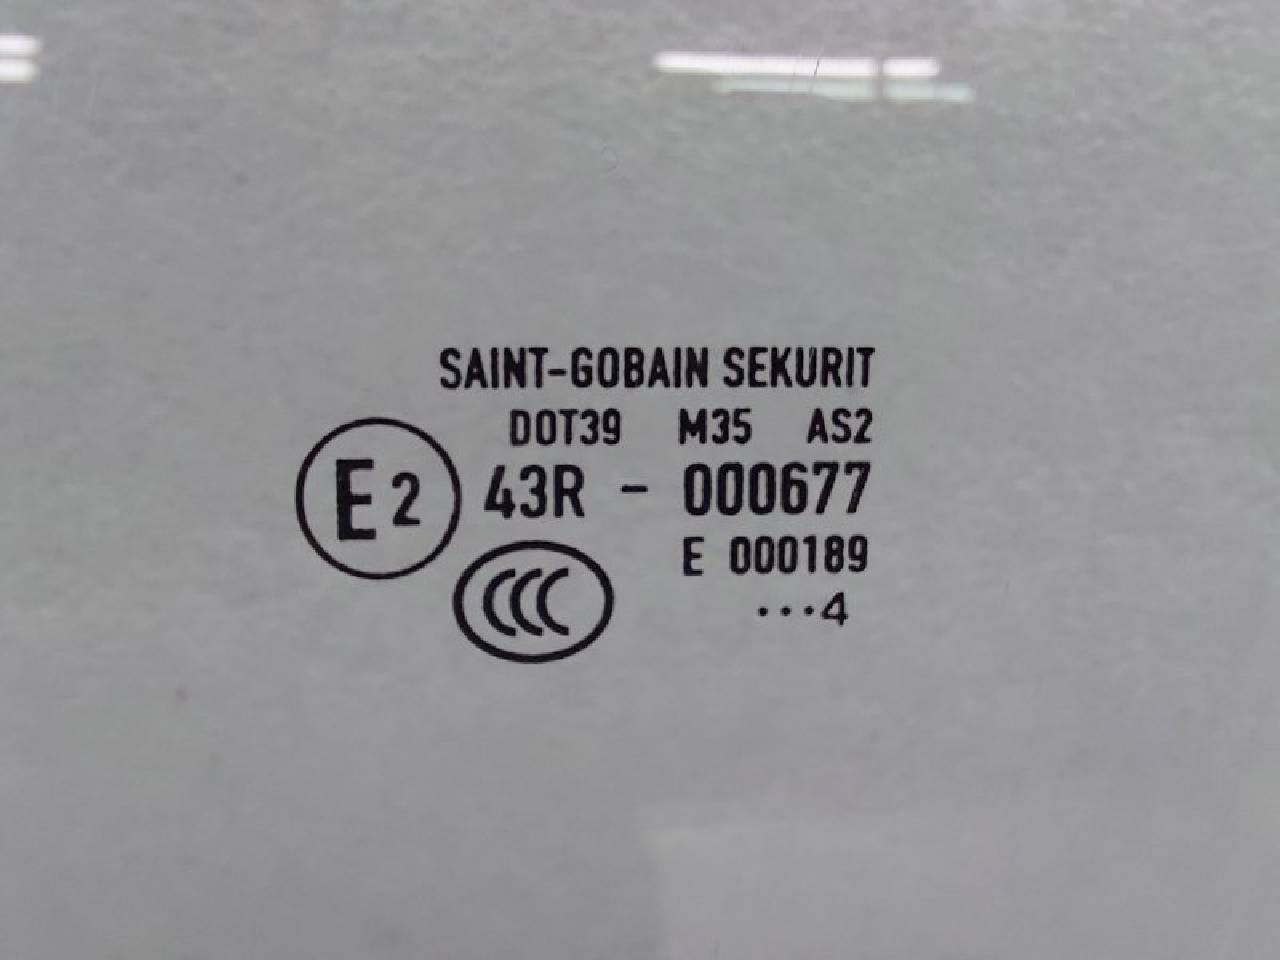 SAINT-GOBAIN SEKURIT
DOT39 M35 AS2
E2 43R - 000677
E 000189
CCC
...4